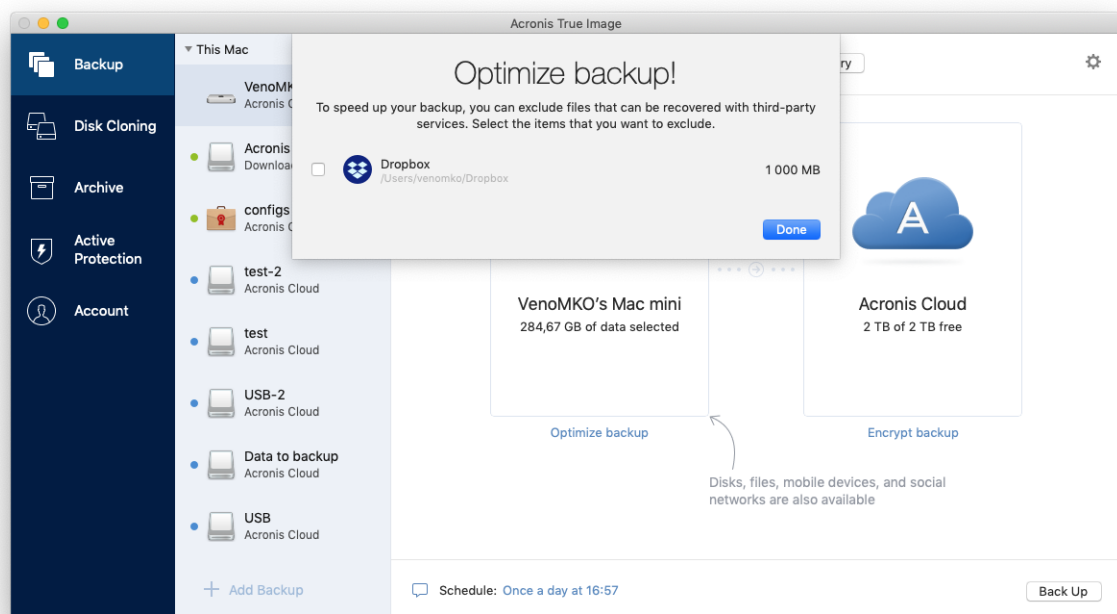 Acronis True Image
Backup
Disk Cloning
Archive
Active
Protection
Account
This Mac
VenoMK
Acronis C
Acronis
Downloa
configs
Acronis C
test-2
Acronis Cloud
test
Acronis Cloud
USB-2
Acronis Cloud
Data to backup
Acronis Cloud
USB
Acronis Cloud
Add Backup
Optimize backup!
To speed up your backup, you can exclude files that can be recovered with third-party
services. Select the items that you want to exclude.
Dropbox
/Users/venomko/Dropbox
1 000 MB
Done
ry
VenoMKO’s Mac mini
284,67 GB of data selected
Optimize backup
Acronis Cloud
2 TB of 2 TB free
Encrypt backup
Disks, files, mobile devices, and social
networks are also available
Schedule: Once a day at 16:57
Back Up